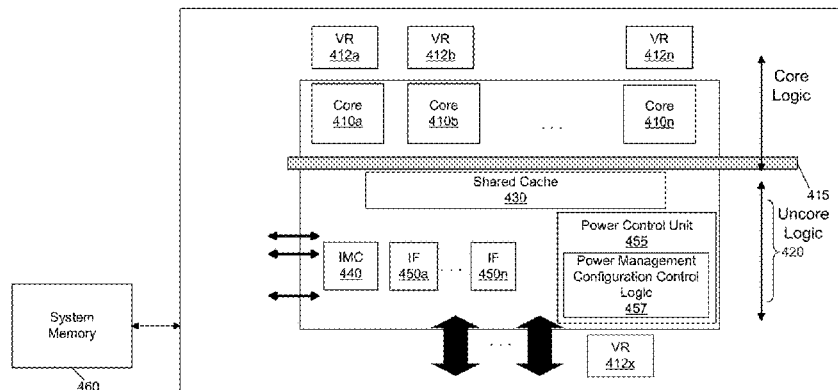 VR VR VR
412a 412b 412n
Core Core Core
410a 410b 410n
. . .
Core
Logic
Shared Cache
430
415
Power Control Unit
455
Uncore
Logic
420
IMC IF . . . IF
440 450a 450n
Power Management
Configuration Control
Logic
457
System
Memory
460
. . .
VR
412x